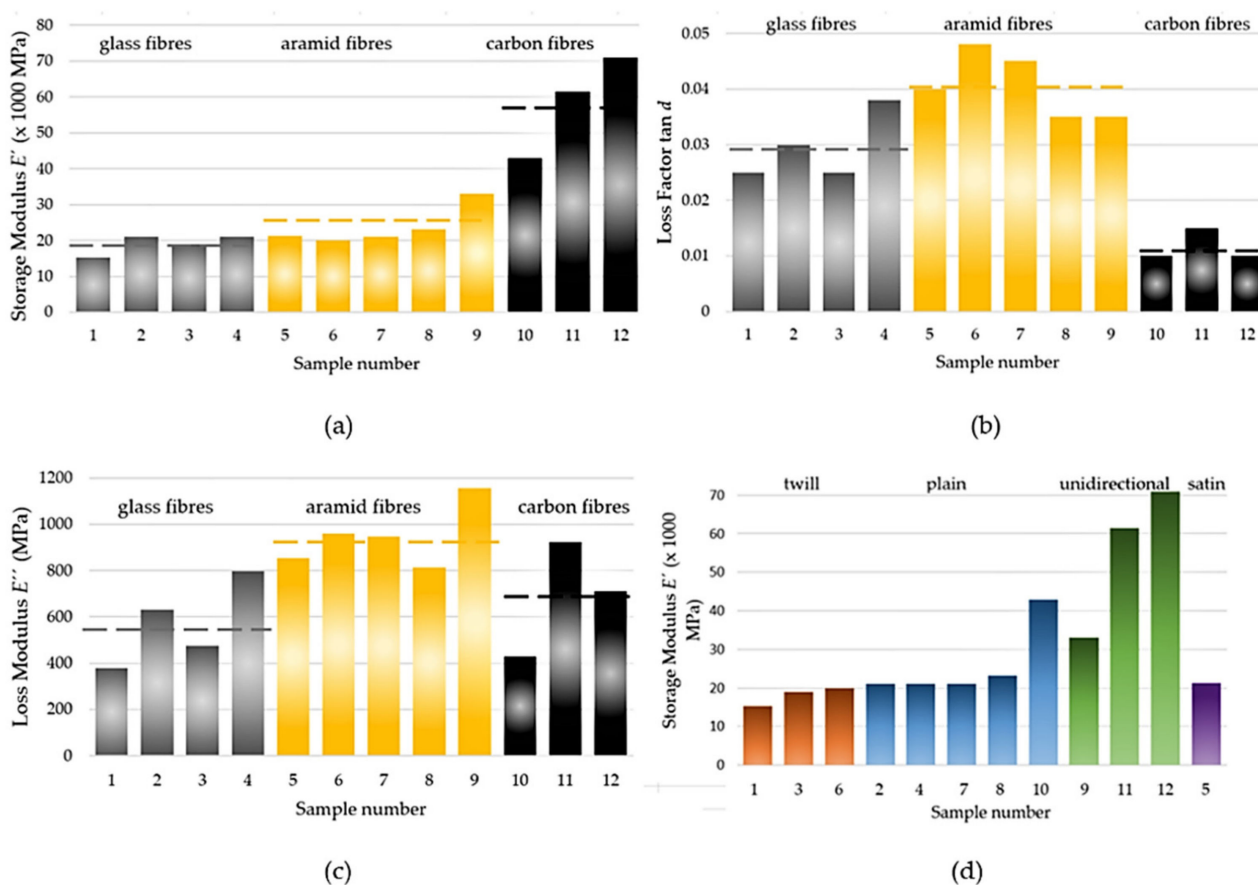 glass fibres aramid fibres carbon fibres
Storage Modulus E′ (x 1000 MPa)
80
70
60
50
40
30
20
10
0
1 2 3 4 5 6 7 8 9 10 11 12
Sample number
(a)
glass fibres aramid fibres carbon fibres
Loss Factor tan d
0.05
0.04
0.03
0.02
0.01
0
1 2 3 4 5 6 7 8 9 10 11 12
Sample number
(b)
glass fibres aramid fibres carbon fibres
Loss Modulus E′′ (MPa)
1200
1000
800
600
400
200
0
1 2 3 4 5 6 7 8 9 10 11 12
Sample number
(c)
twill plain unidirectional satin
Storage Modulus E′ (x 1000
MPa)
70
60
50
40
30
20
10
0
1 3 6 2 4 7 8 10 9 11 12 5
Sample number
(d)